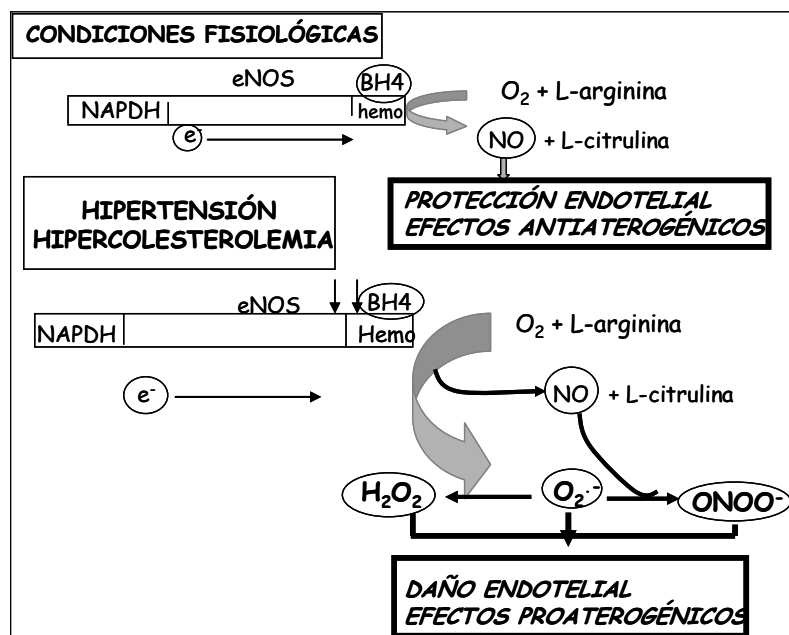 CONDICIONES FISIOLÓGICAS
eNOS
BH4
NAPDH
hemo
O₂ + L-arginina
e⁻
NO + L-citrulina
HIPERTENSIÓN
HIPERCOLESTEROLEMIA
PROTECCIÓN ENDOTELIAL
EFECTOS ANTIATEROGÉNICOS
eNOS
BH4
NAPDH
Hemo
O₂ + L-arginina
e⁻
NO + L-citrulina
H₂O₂
O₂·⁻
ONOO⁻
DAÑO ENDOTELIAL
EFECTOS PROATEROGÉNICOS